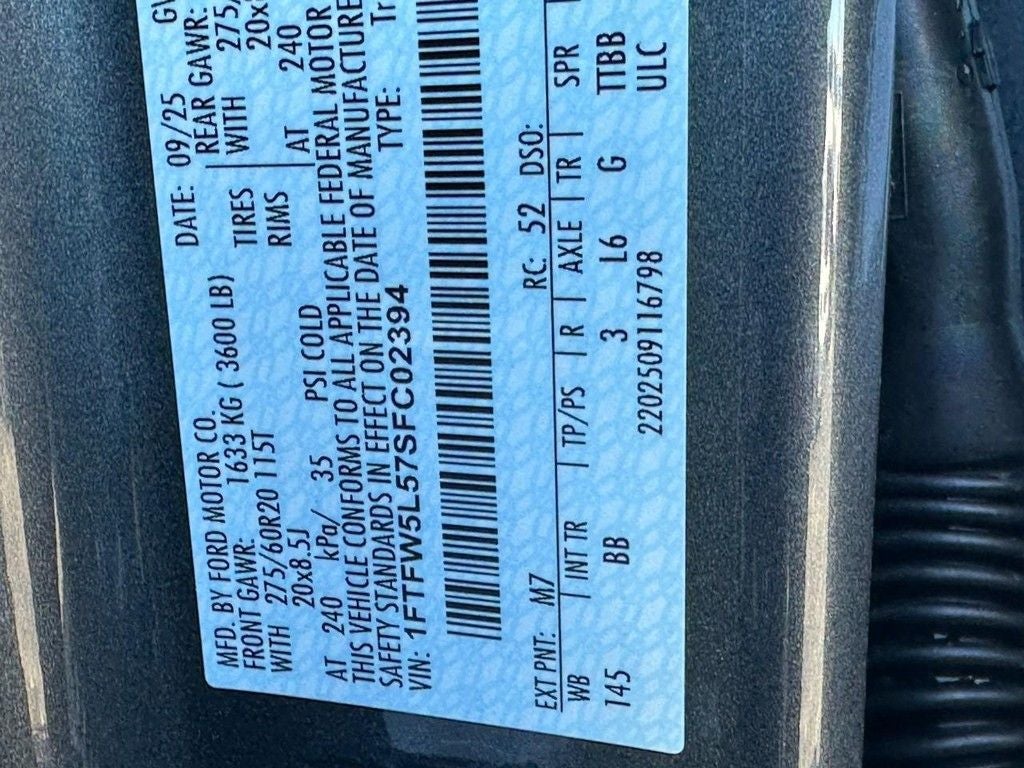 MFD. BY FORD MOTOR CO.
DATE: 09/25
FRONT GAWR: 1633 KG ( 3600 LB)
REAR GAWR:
WITH 275/60R20 115T
TIRES
WITH 275/
20x8.5J
RIMS
20x
AT 240 kPa/ 35 PSI COLD
AT 240
THIS VEHICLE CONFORMS TO ALL APPLICABLE FEDERAL MOTOR
SAFETY STANDARDS IN EFFECT ON THE DATE OF MANUFACTURE
VIN: 1FTFW5L57SFC02394
TYPE: Tr
EXT PNT: M7
RC: 52 DSO:
WB | INT TR | TP/PS | R | AXLE | TR | SPR
145 BB 3 L6 G TTBB
220250911679​8 ULC